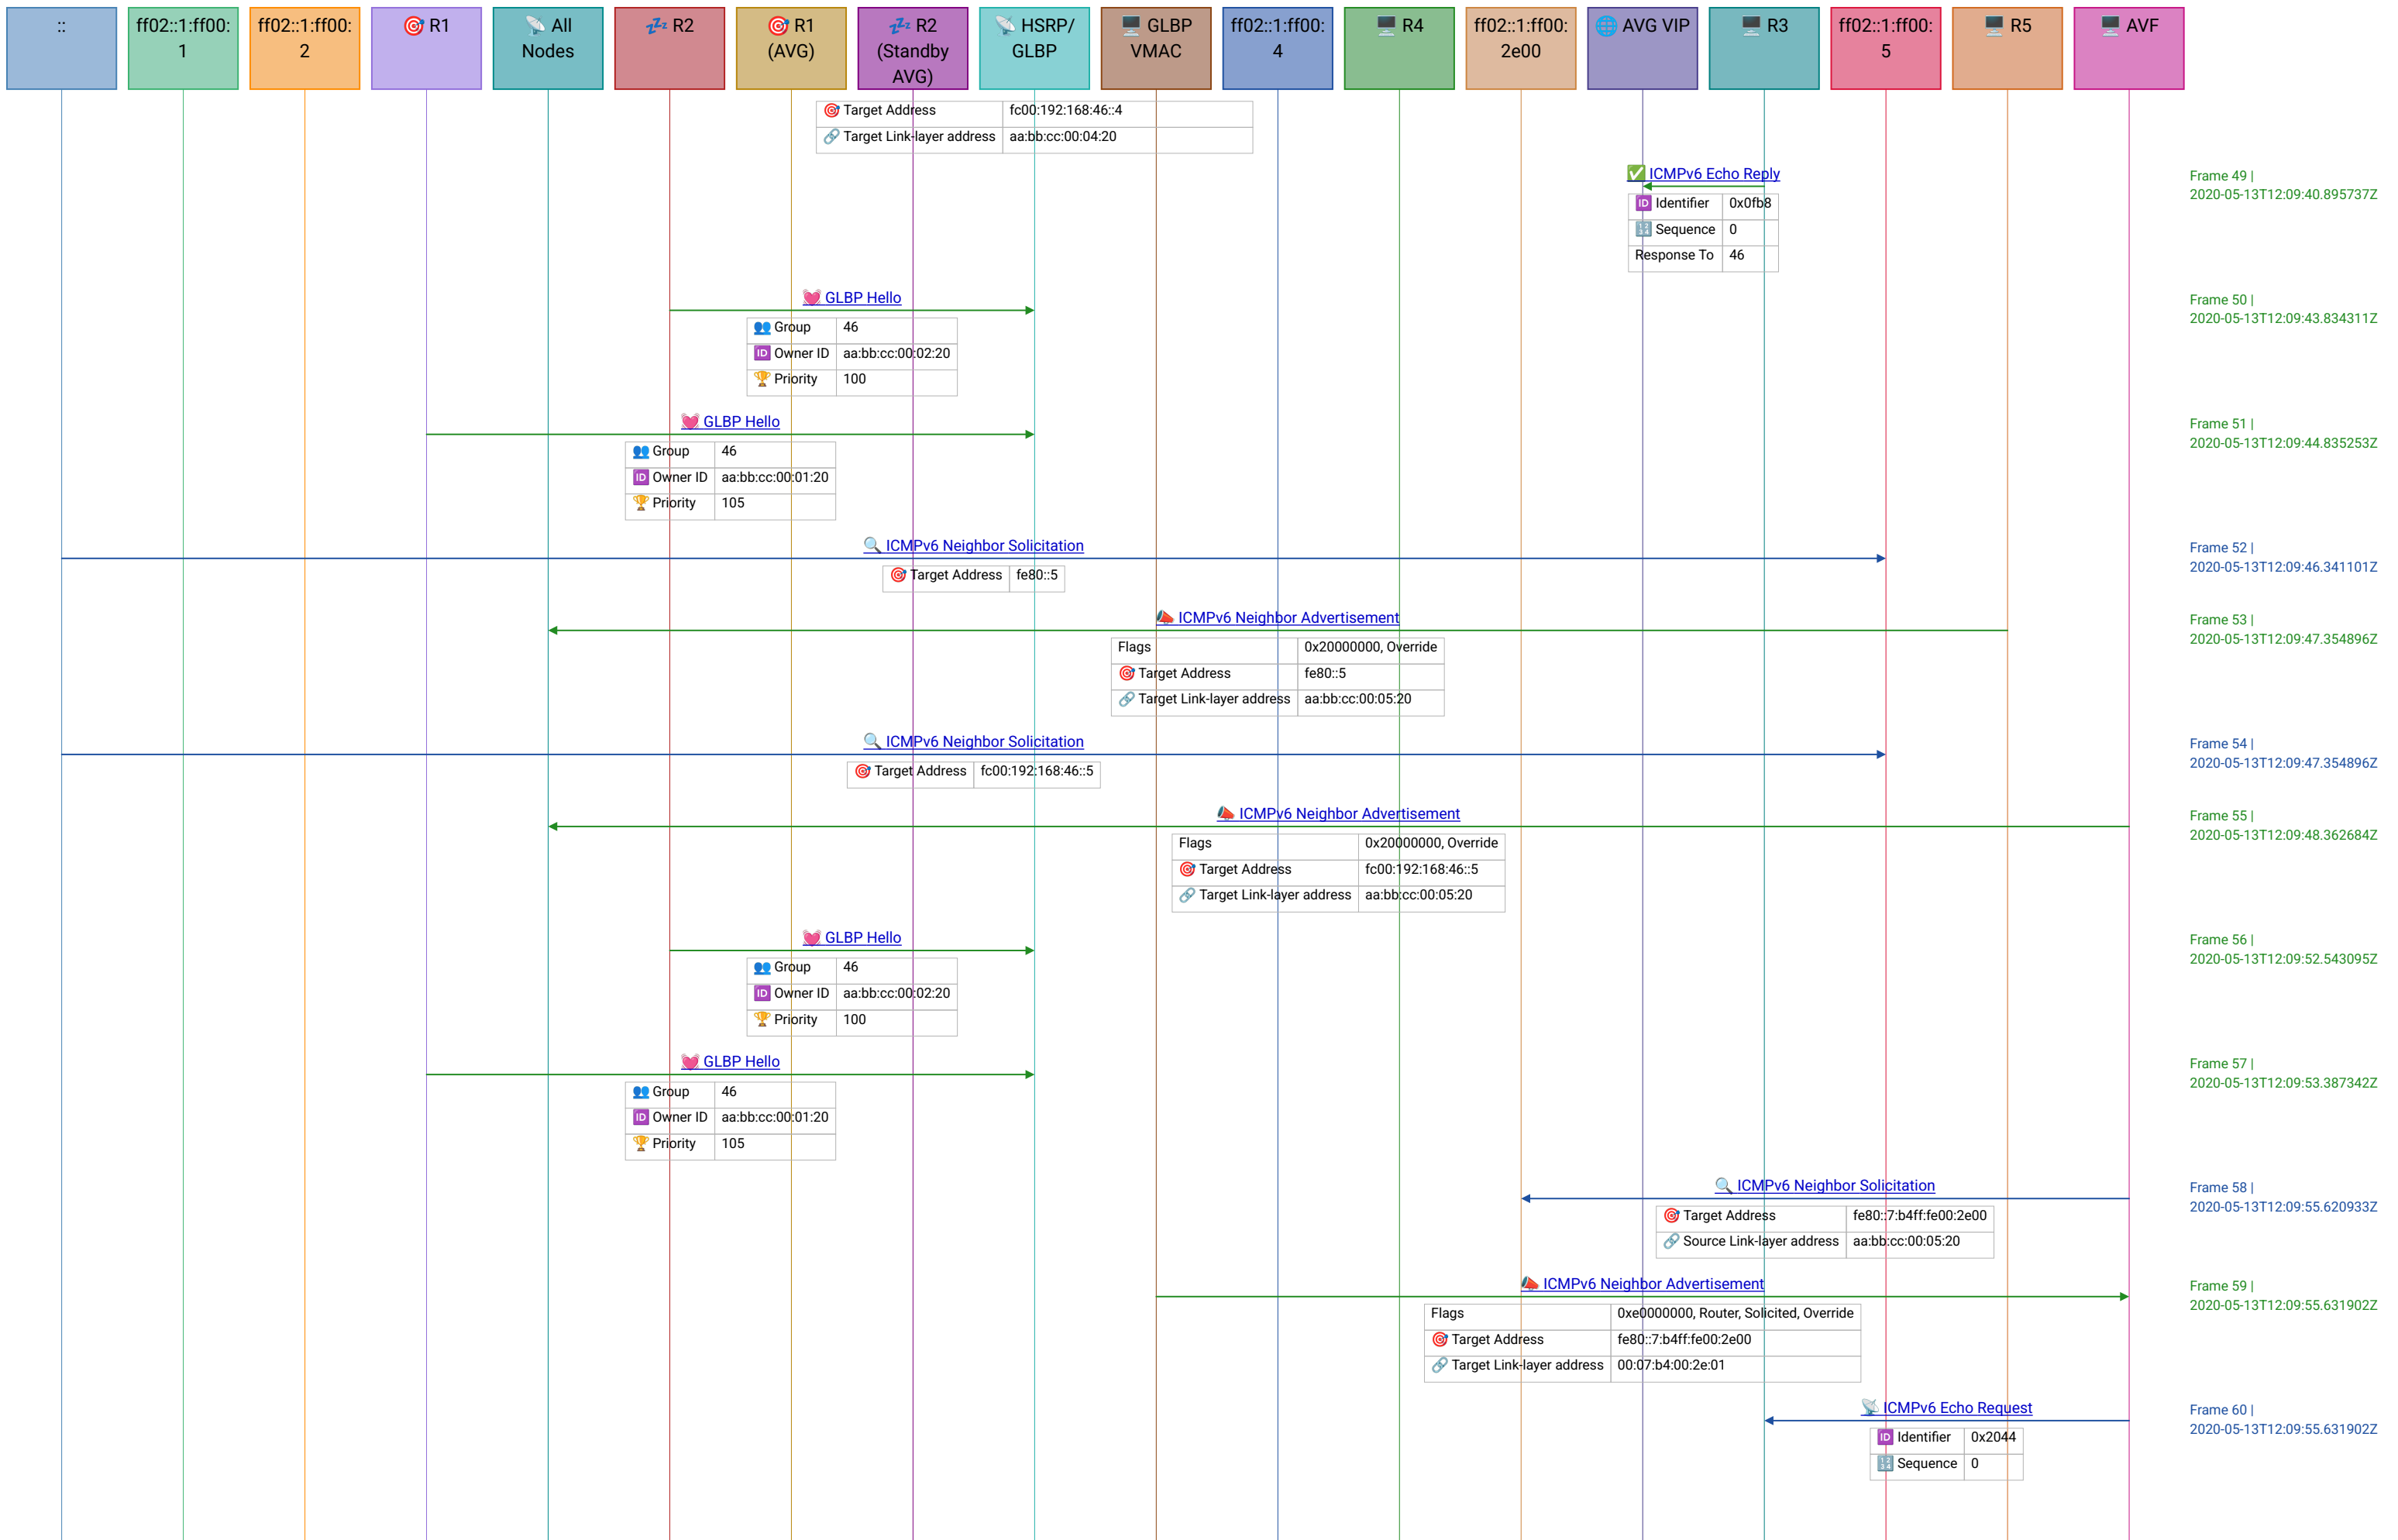 ::
ff02::1:ff00:
1
ff02::1:ff00:
2
🎯 R1
📡 All
Nodes
💤 R2
🎯 R1
(AVG)
💤 R2
(Standby
AVG)
📡 HSRP/
GLBP
🖥️ GLBP
VMAC
ff02::1:ff00:
4
🖥️ R4
ff02::1:ff00:
2e00
🌐 AVG VIP
🖥️ R3
ff02::1:ff00:
5
🖥️ R5
🖥️ AVF
🎯 Target Address fc00:192:168:46::4
🔗 Target Link-layer address aa:bb:cc:00:04:20
✅ ICMPv6 Echo Reply
Frame 49 |
2020-05-13T12:09:40.895737Z
🆔 Identifier 0x0fb8
🔢 Sequence 0
Response To 46
💓 GLBP Hello
Frame 50 |
2020-05-13T12:09:43.834311Z
👥 Group 46
🆔 Owner ID aa:bb:cc:00:02:20
🏆 Priority 100
💓 GLBP Hello
Frame 51 |
2020-05-13T12:09:44.835253Z
👥 Group 46
🆔 Owner ID aa:bb:cc:00:01:20
🏆 Priority 105
🔍 ICMPv6 Neighbor Solicitation
Frame 52 |
2020-05-13T12:09:46.341101Z
🎯 Target Address fe80::5
📣 ICMPv6 Neighbor Advertisement
Frame 53 |
2020-05-13T12:09:47.354896Z
Flags 0x20000000, Override
🎯 Target Address fe80::5
🔗 Target Link-layer address aa:bb:cc:00:05:20
🔍 ICMPv6 Neighbor Solicitation
Frame 54 |
2020-05-13T12:09:47.354896Z
🎯 Target Address fc00:192:168:46::5
📣 ICMPv6 Neighbor Advertisement
Frame 55 |
2020-05-13T12:09:48.362684Z
Flags 0x20000000, Override
🎯 Target Address fc00:192:168:46::5
🔗 Target Link-layer address aa:bb:cc:00:05:20
💓 GLBP Hello
Frame 56 |
2020-05-13T12:09:52.543095Z
👥 Group 46
🆔 Owner ID aa:bb:cc:00:02:20
🏆 Priority 100
💓 GLBP Hello
Frame 57 |
2020-05-13T12:09:53.387342Z
👥 Group 46
🆔 Owner ID aa:bb:cc:00:01:20
🏆 Priority 105
🔍 ICMPv6 Neighbor Solicitation
Frame 58 |
2020-05-13T12:09:55.620933Z
🎯 Target Address fe80::7:b4ff:fe00:2e00
🔗 Source Link-layer address aa:bb:cc:00:05:20
📣 ICMPv6 Neighbor Advertisement
Frame 59 |
2020-05-13T12:09:55.631902Z
Flags 0xe0000000, Router, Solicited, Override
🎯 Target Address fe80::7:b4ff:fe00:2e00
🔗 Target Link-layer address 00:07:b4:00:2e:01
📡 ICMPv6 Echo Request
Frame 60 |
2020-05-13T12:09:55.631902Z
🆔 Identifier 0x2044
🔢 Sequence 0